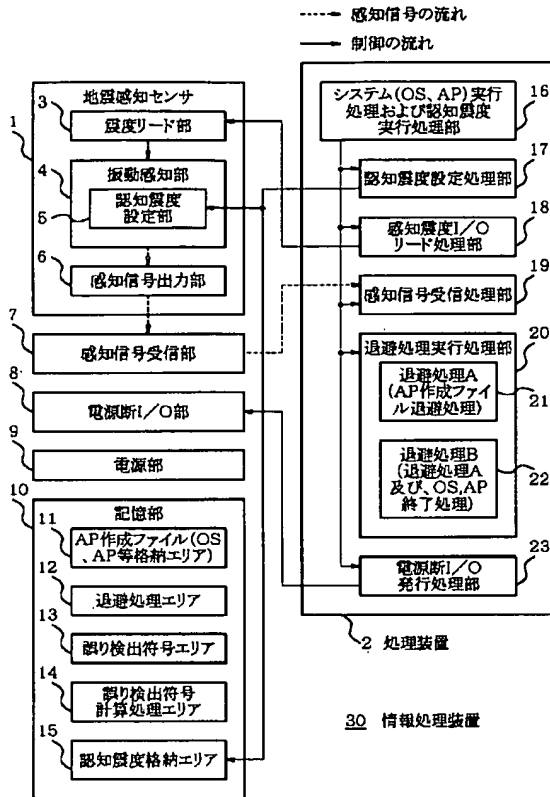 感知信号の流れ
制御の流れ
地震感知センサ
1
3
震度リード部
4
振動感知部
5
認知震度
設定部
6
感知信号出力部
7
感知信号受信部
8
電源断I/O部
9
電源部
10
記憶部
11
AP作成ファイル(OS
、AP等格納エリア)
12
退避処理エリア
13
誤り検出符号エリア
14
誤り検出符号
計算処理エリア
15
認知震度格納エリア
システム(OS、AP)実行
処理および認知震度
実行処理部
16
認知震度設定処理部
17
感知震度I/O
リード処理部
18
感知信号受信処理部
19
退避処理実行処理部
20
退避処理A
(AP作成ファ
イル退避処理)
21
退避処理B
(退避処理A
及び、OS,AP
終了処理)
22
電源断I/O
発行処理部
23
2 処理装置
30 情報処理装置